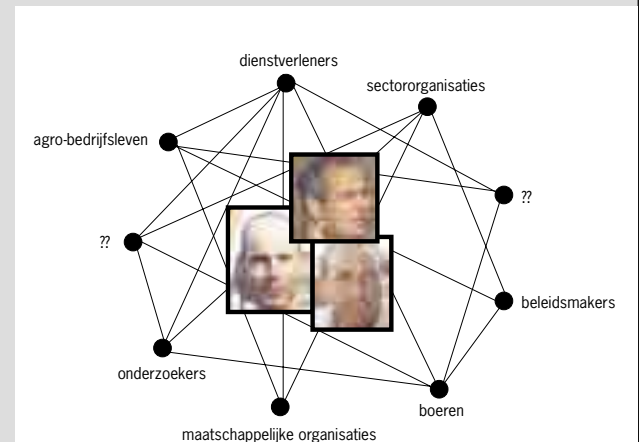 dienstverleners
sectororganisaties
agro-bedrijfsleven
??
??
beleidsmakers
onderzoekers
boeren
maatschappelijke organisaties